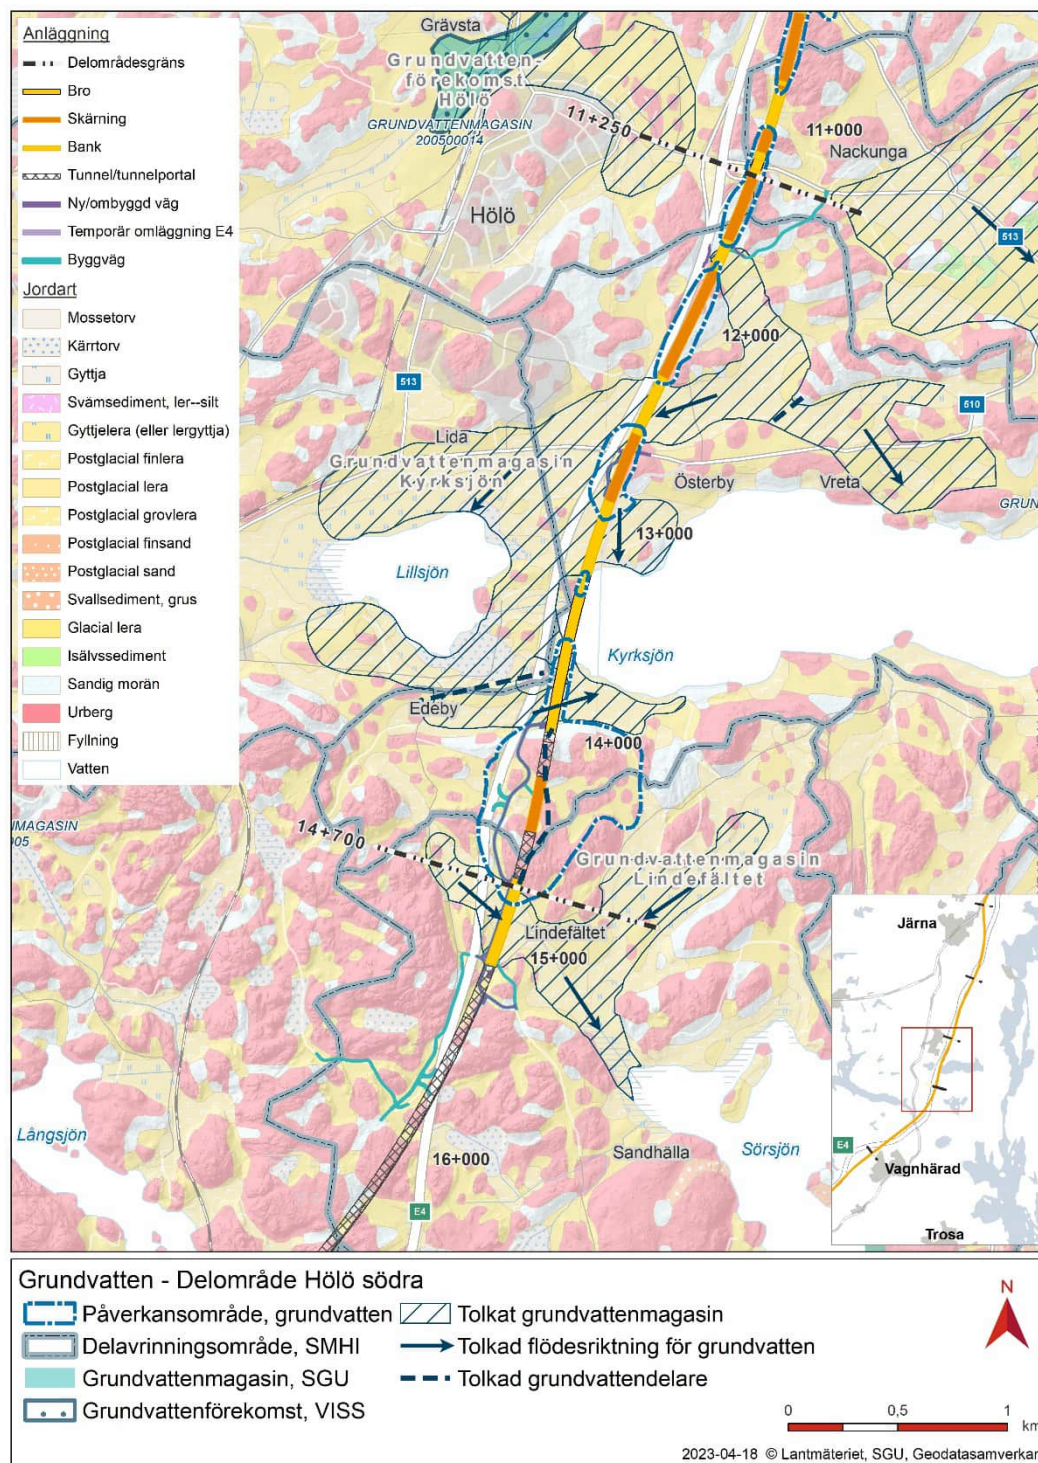 Anläggning
Delområdesgräns
Bro
Skärning
Bank
Tunnel/tunnelportal
Ny/ombyggd väg
Temporär omläggning E4
Byggväg
Jordart
Mossetorv
Kärrtorv
Gyttja
Svämsediment, ler--silt
Gyttjelera (eller lergyttja)
Postglacial finlera
Postglacial lera
Postglacial grovlera
Postglacial finsand
Postglacial sand
Svallsediment, grus
Glacial lera
Isälvssediment
Sandig morän
Urberg
Fyllning
Vatten
Grävsta
Grundvatten-
förekomst
Hölö
GRUNDVATTENMAGASIN
200500014
11+250
11+000
Nackunga
Hölö
513
12+000
513
510
Lida
Grundvattenmagasin
Kyrksjön
Österby
Vreta
GRUN
13+000
Lillsjön
Kyrksjön
Edeby
14+000
MAGASIN
005
14+700
Grundvattenmagasin
Lindefältet
Lindefältet
15+000
Järna
Långsjön
Sandhälla
Sörsjön
16+000
E4
E4
Vagnhärad
Trosa
Grundvatten - Delområde Hölö södra
Påverkansområde, grundvatten
Delavrinningsområde, SMHI
Grundvattenmagasin, SGU
Grundvattenförekomst, VISS
Tolkat grundvattenmagasin
Tolkad flödesriktning för grundvatten
Tolkad grundvattendelare
N
0 0,5 1
km
2023-04-18 © Lantmäteriet, SGU, Geodatasamverkan